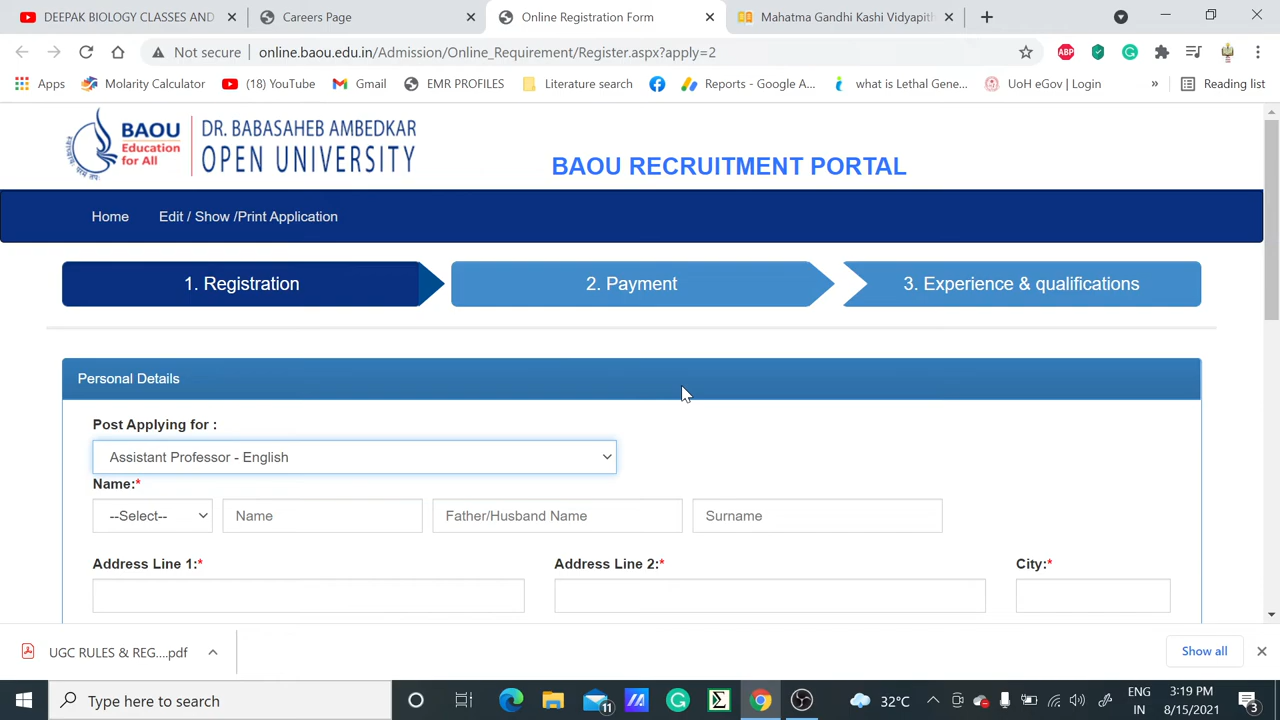 DEEPAK BIOLOGY CLASSES AND
Careers Page
Online Registration Form
Mahatma Gandhi Kashi Vidyapith
Not secure
online.baou.edu.in/Admission/Online_Requirement/Register.aspx?apply=2
ABP
Apps
Molarity Calculator
(18) YouTube
Gmail
EMR PROFILES
Literature search
Reports - Google A...
what is Lethal Gene...
UoH eGov | Login
»
Reading list
BAOU
Education
for All
DR. BABASAHEB AMBEDKAR
OPEN UNIVERSITY
BAOU RECRUITMENT PORTAL
Home
Edit / Show /Print Application
1. Registration
2. Payment
3. Experience & qualifications
Personal Details
Post Applying for :
Assistant Professor - English
Name:*
--Select--
Name
Father/Husband Name
Surname
Address Line 1:*
Address Line 2:*
City:*
UGC RULES & REG....pdf
Show all
Type here to search
11
32°C
ENG
IN
3:19 PM
8/15/2021
3